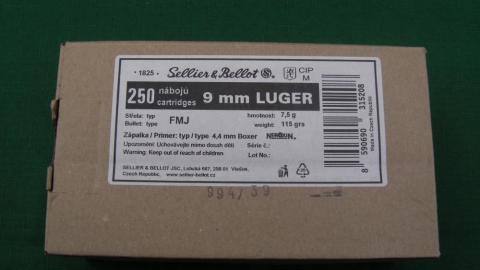 · 1825 · Sellier & Bellot S. CIP M
250 nábojů cartridges 9 mm LUGER
Střela: typ FMJ hmotnost: 7,5 g
Bullet: type weight: 115 grs
Zápalka / Primer: typ / type 4,4 mm Boxer NERTOXIN
Upozornění: Uchovávejte mimo dosah dětí Série č.:
Warning: Keep out of reach of children Lot No.:
SELLIER & BELLOT JSC, Lidická 667, 258 01 Vlašim,
Czech Republic, www.sellier-bellot.cz
8 590690 315208
Made in Czech Republic